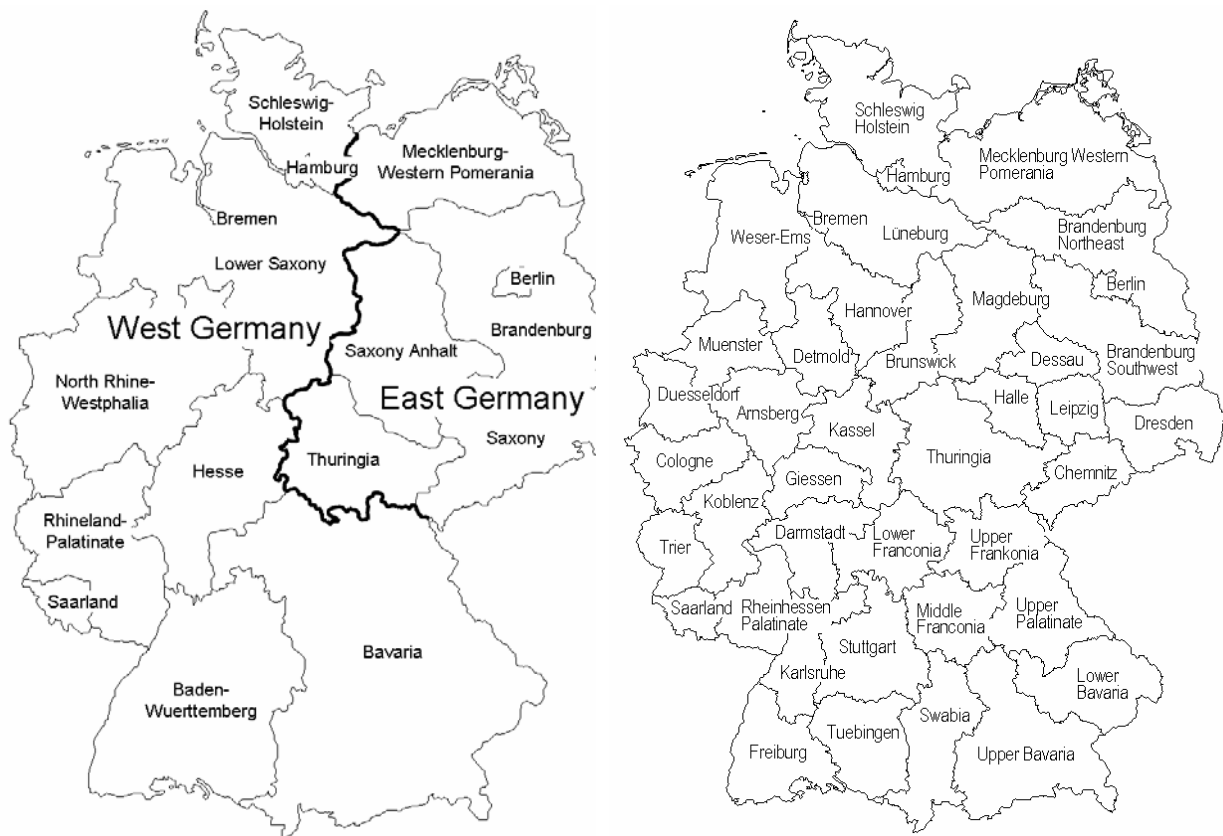 Schleswig-
Holstein
Hamburg
Mecklenburg-
Western Pomerania
Bremen
Lower Saxony
Berlin
West Germany
Brandenburg
Saxony Anhalt
North Rhine-
Westphalia
East Germany
Saxony
Hesse
Thuringia
Rhineland-
Palatinate
Saarland
Bavaria
Baden-
Wuerttemberg
Schleswig
Holstein
Mecklenburg Western
Pomerania
Hamburg
Bremen
Lüneburg
Brandenburg
Northeast
Weser-Ems
Berlin
Magdeburg
Hannover
Muenster
Detmold
Brunswick
Dessau
Brandenburg
Southwest
Duesseldorf
Arnsberg
Halle
Leipzig
Dresden
Kassel
Cologne
Thuringia
Chemnitz
Giessen
Koblenz
Darmstadt
Lower
Franconia
Upper
Frankonia
Trier
Saarland
Rheinhessen
Palatinate
Middle
Franconia
Upper
Palatinate
Stuttgart
Karlsruhe
Lower
Bavaria
Swabia
Tuebingen
Freiburg
Upper Bavaria